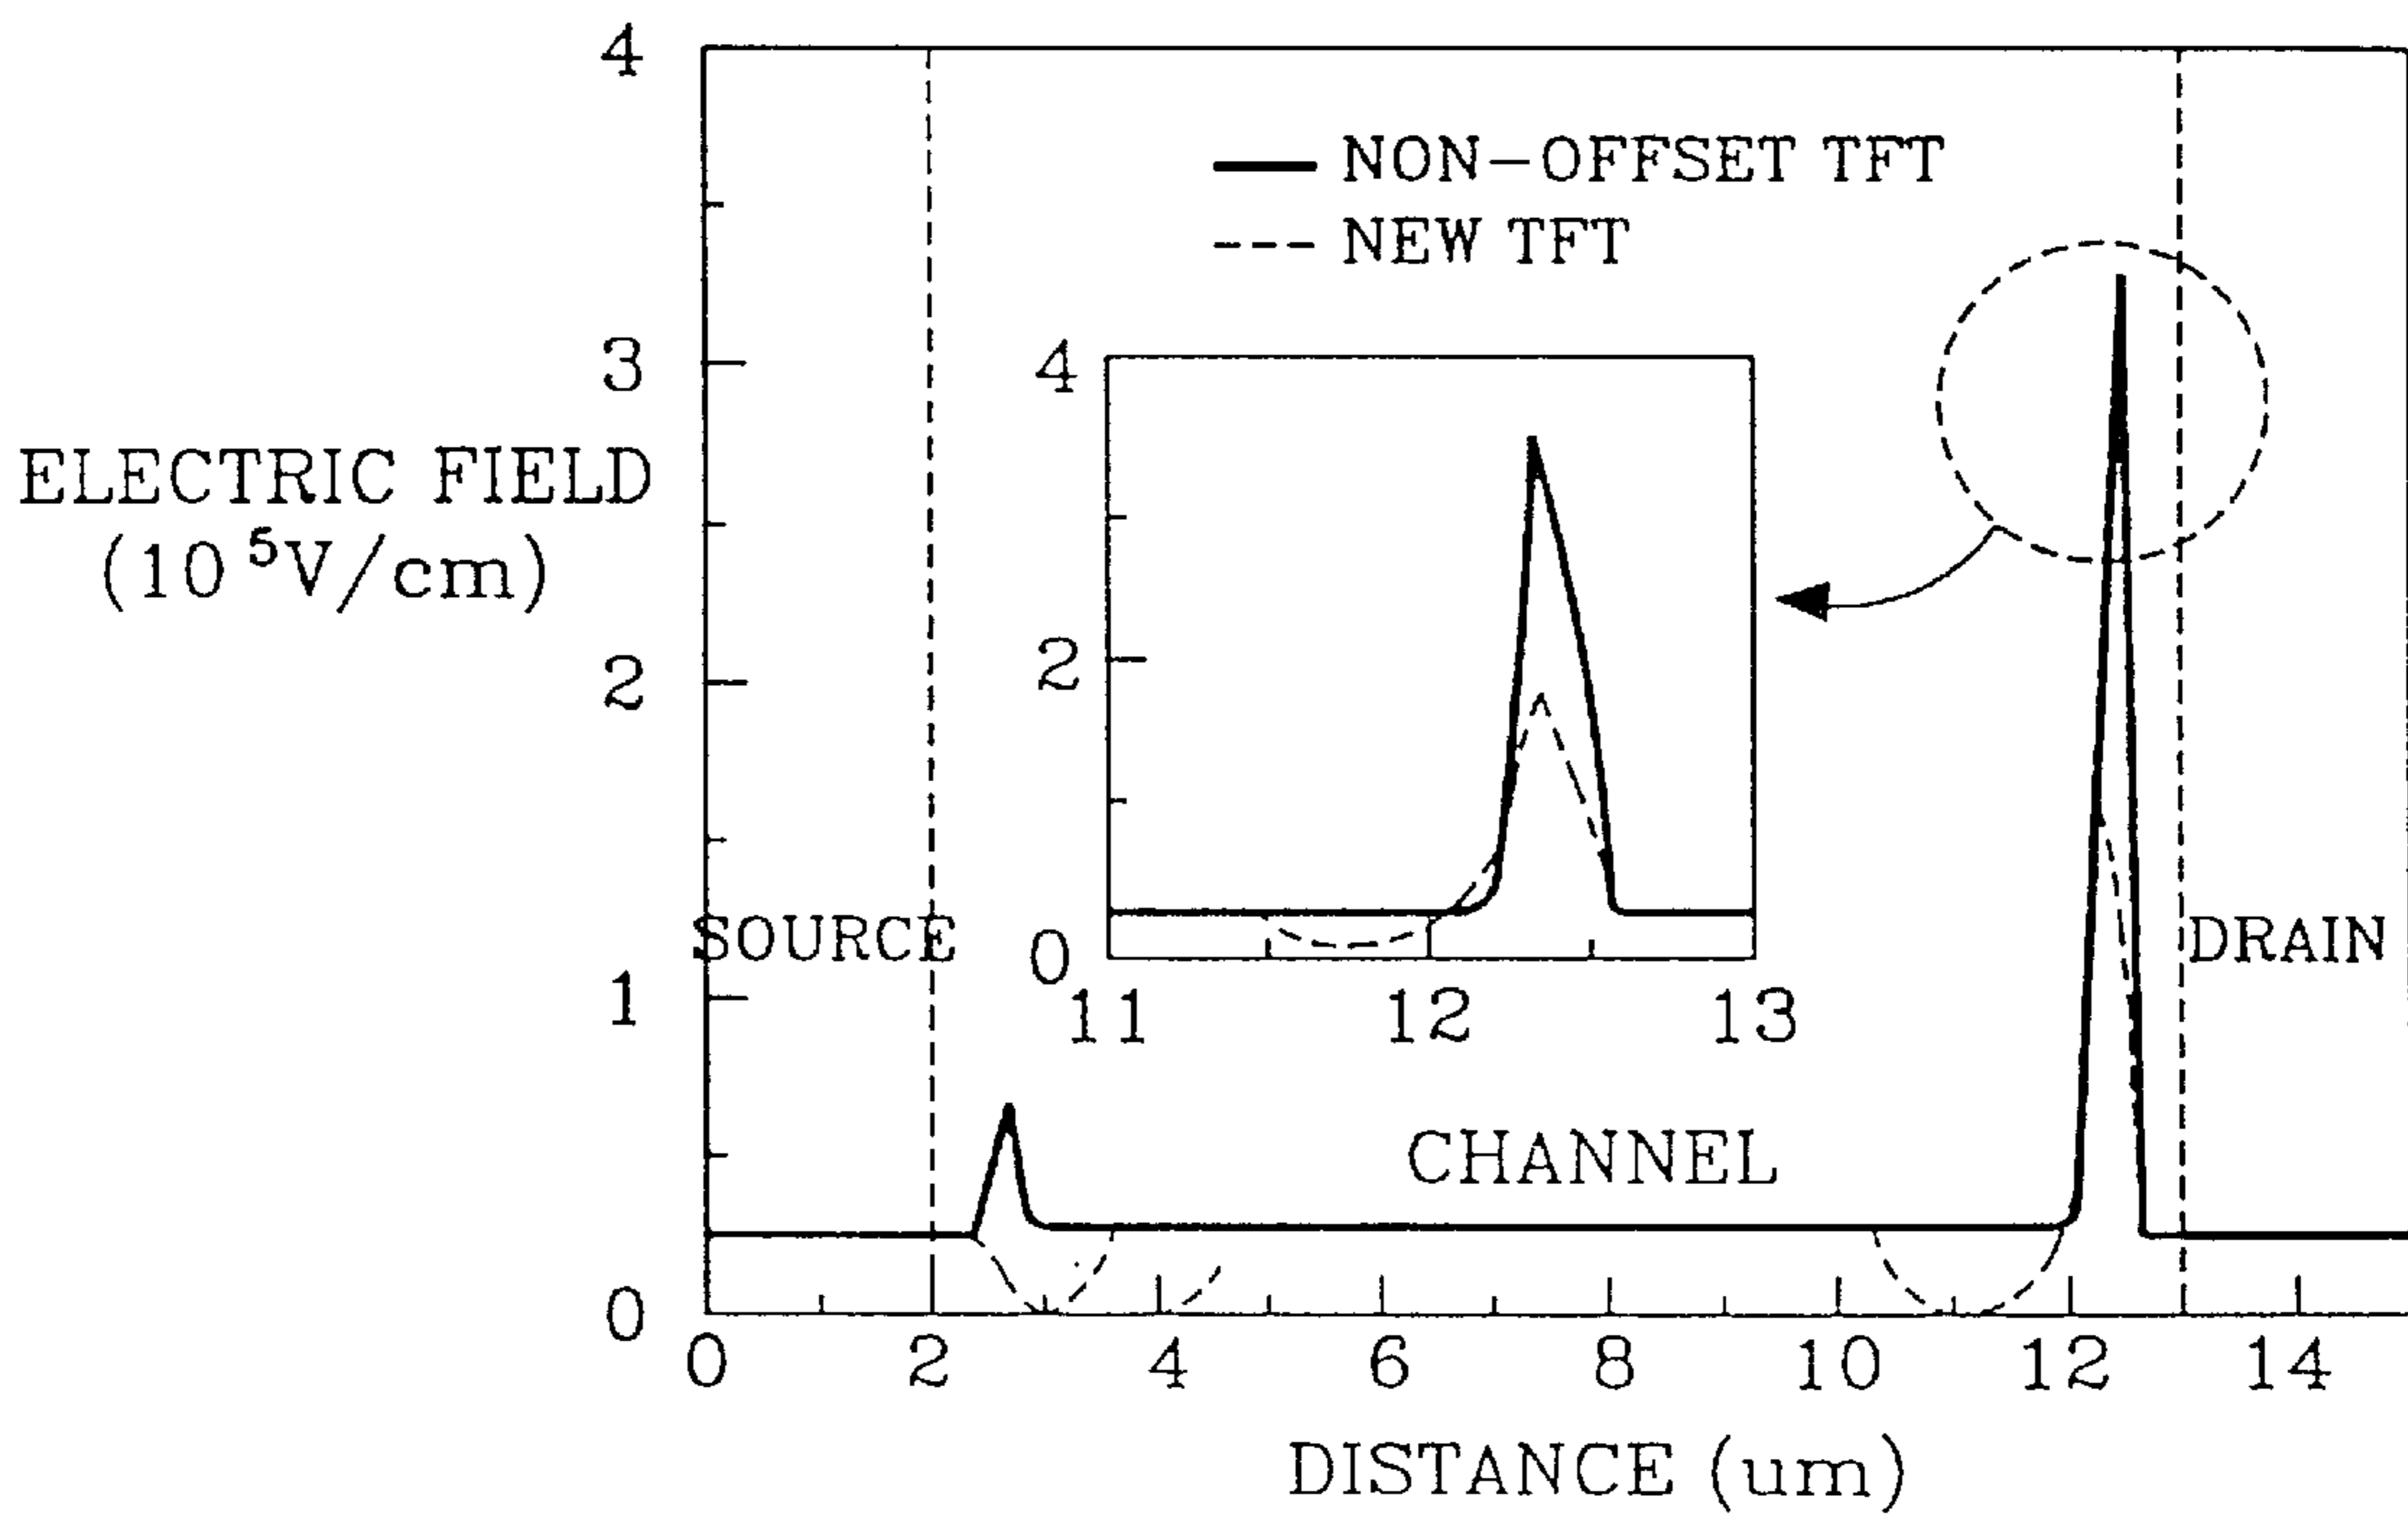 4
NON-OFFSET TFT
NEW TFT
3
4
ELECTRIC FIELD
(10⁵V/cm)
2
2
SOURCE
0
DRAIN
1
11 12 13
CHANNEL
0
0 2 4 6 8 10 12 14
DISTANCE (um)